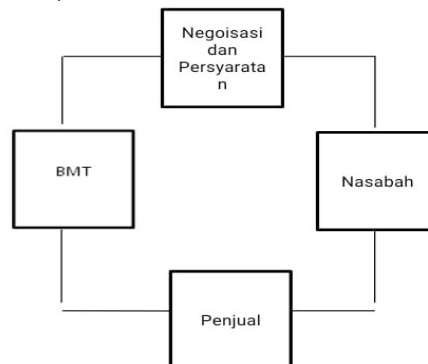 Negoisasi
dan
Persyarata
n
BMT
Nasabah
Penjual